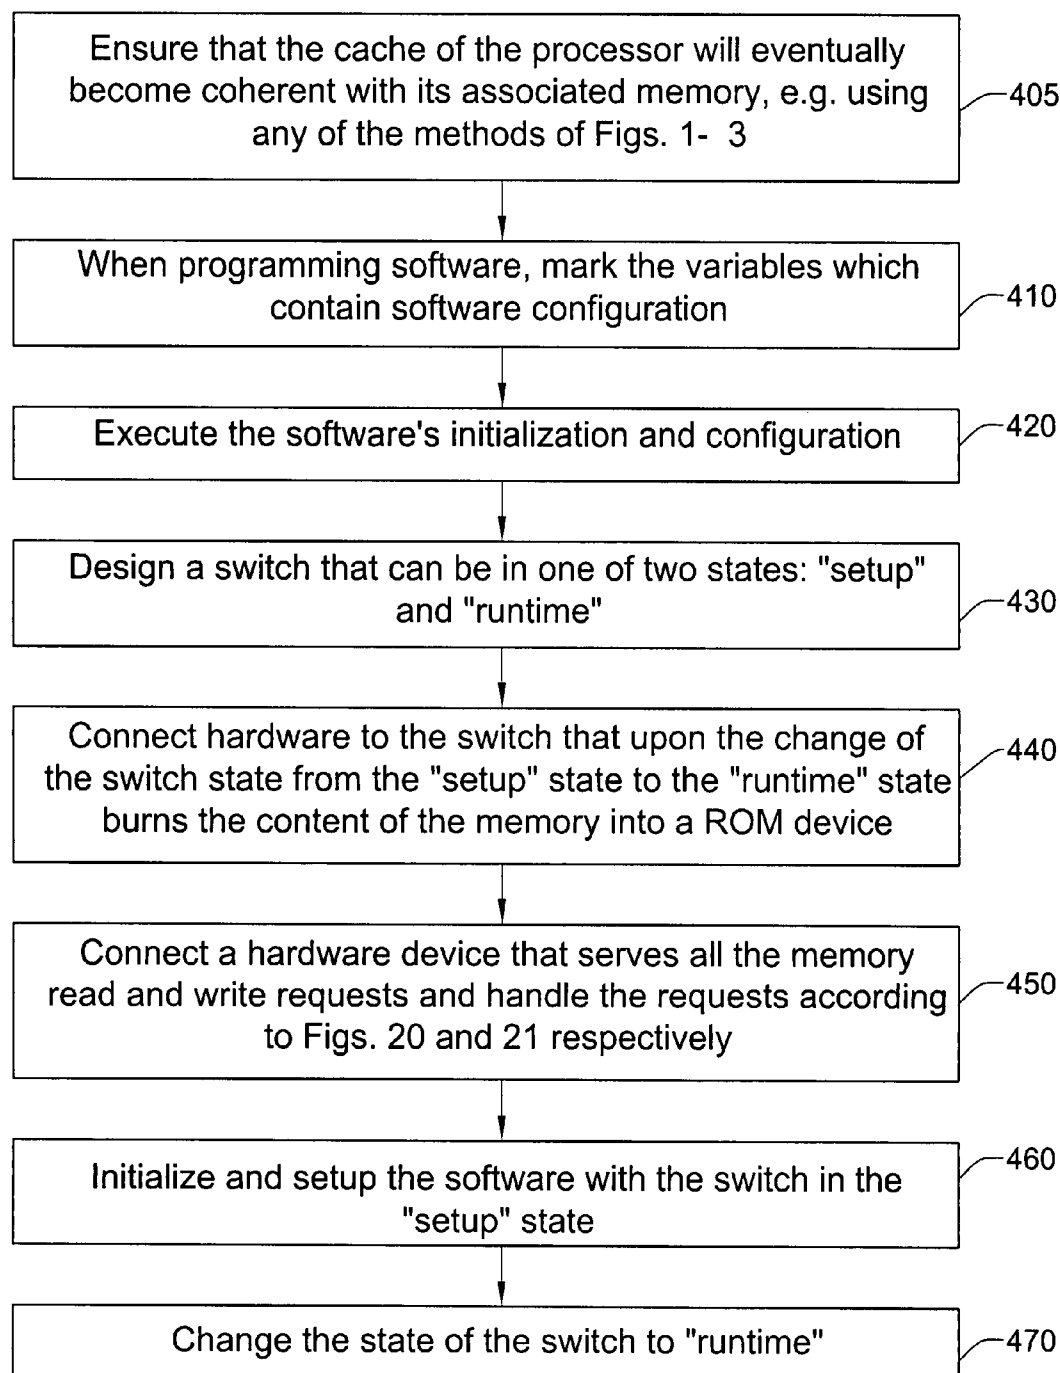 Ensure that the cache of the processor will eventually
become coherent with its associated memory, e.g. using
any of the methods of Figs. 1- 3
405
When programming software, mark the variables which
contain software configuration
410
Execute the software's initialization and configuration
420
Design a switch that can be in one of two states: "setup"
and "runtime"
430
Connect hardware to the switch that upon the change of
the switch state from the "setup" state to the "runtime" state
burns the content of the memory into a ROM device
440
Connect a hardware device that serves all the memory
read and write requests and handle the requests according
to Figs. 20 and 21 respectively
450
Initialize and setup the software with the switch in the
"setup" state
460
Change the state of the switch to "runtime"
470